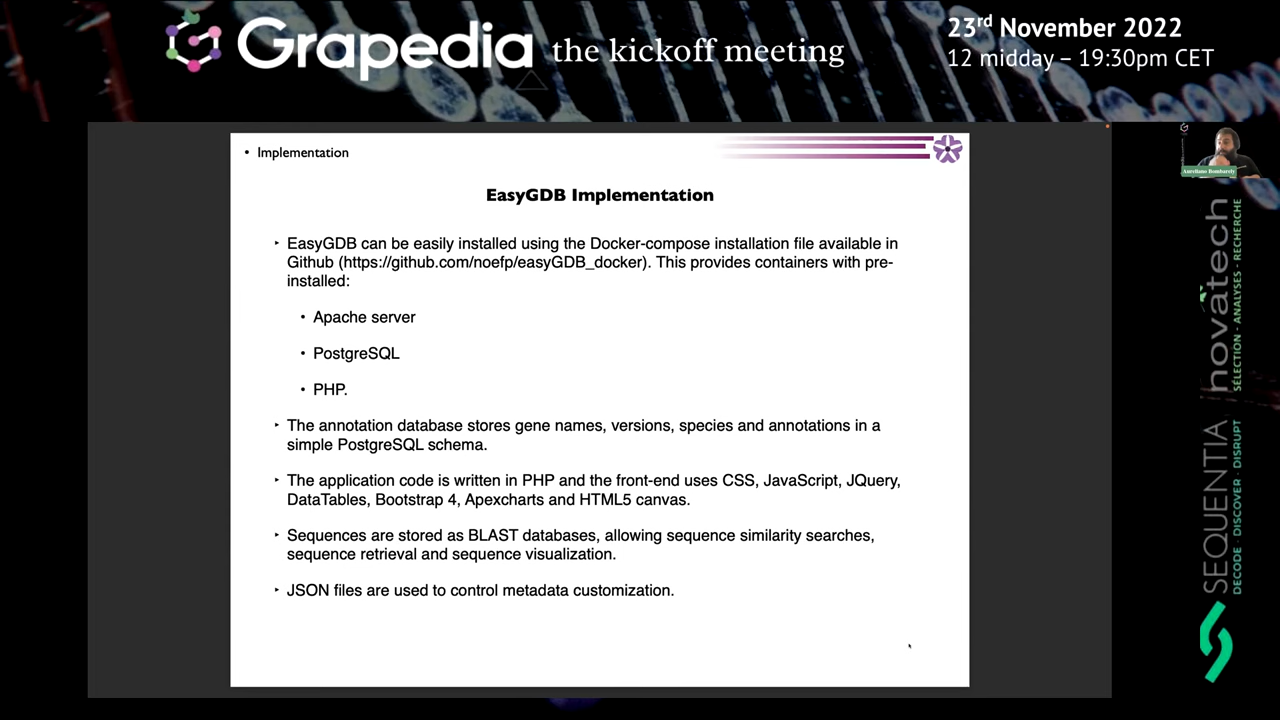 Grapedia the kickoff meeting
23rd November 2022
12 midday – 19:30pm CET
• Implementation
EasyGDB Implementation
‣ EasyGDB can be easily installed using the Docker-compose installation file available in
Github (https://github.com/noefp/easyGDB_docker). This provides containers with pre-
installed:
• Apache server
• PostgreSQL
• PHP.
‣ The annotation database stores gene names, versions, species and annotations in a
simple PostgreSQL schema.
‣ The application code is written in PHP and the front-end uses CSS, JavaScript, JQuery,
DataTables, Bootstrap 4, Apexcharts and HTML5 canvas.
‣ Sequences are stored as BLAST databases, allowing sequence similarity searches,
sequence retrieval and sequence visualization.
‣ JSON files are used to control metadata customization.
Aureliano Bombarely
novatech
SÉLECTION - ANALYSES - RECHERCHE
SEQUENTIA
DECODE · DISCOVER · DISRUPT